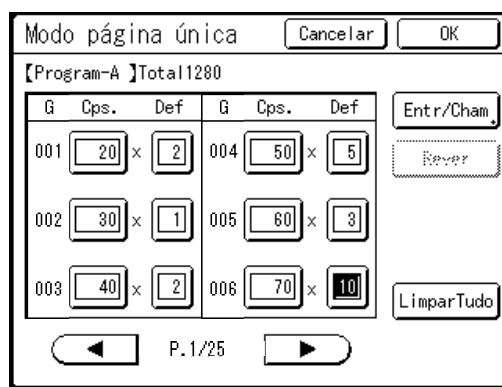 Modo página única Cancelar OK
【Program-A 】Total1280
G Cps. Def G Cps. Def Entr/Cham.
001 20 × 2 004 50 × 5 Rever
002 30 × 1 005 60 × 3
003 40 × 2 006 70 × 10 LimparTudo
P.1/25